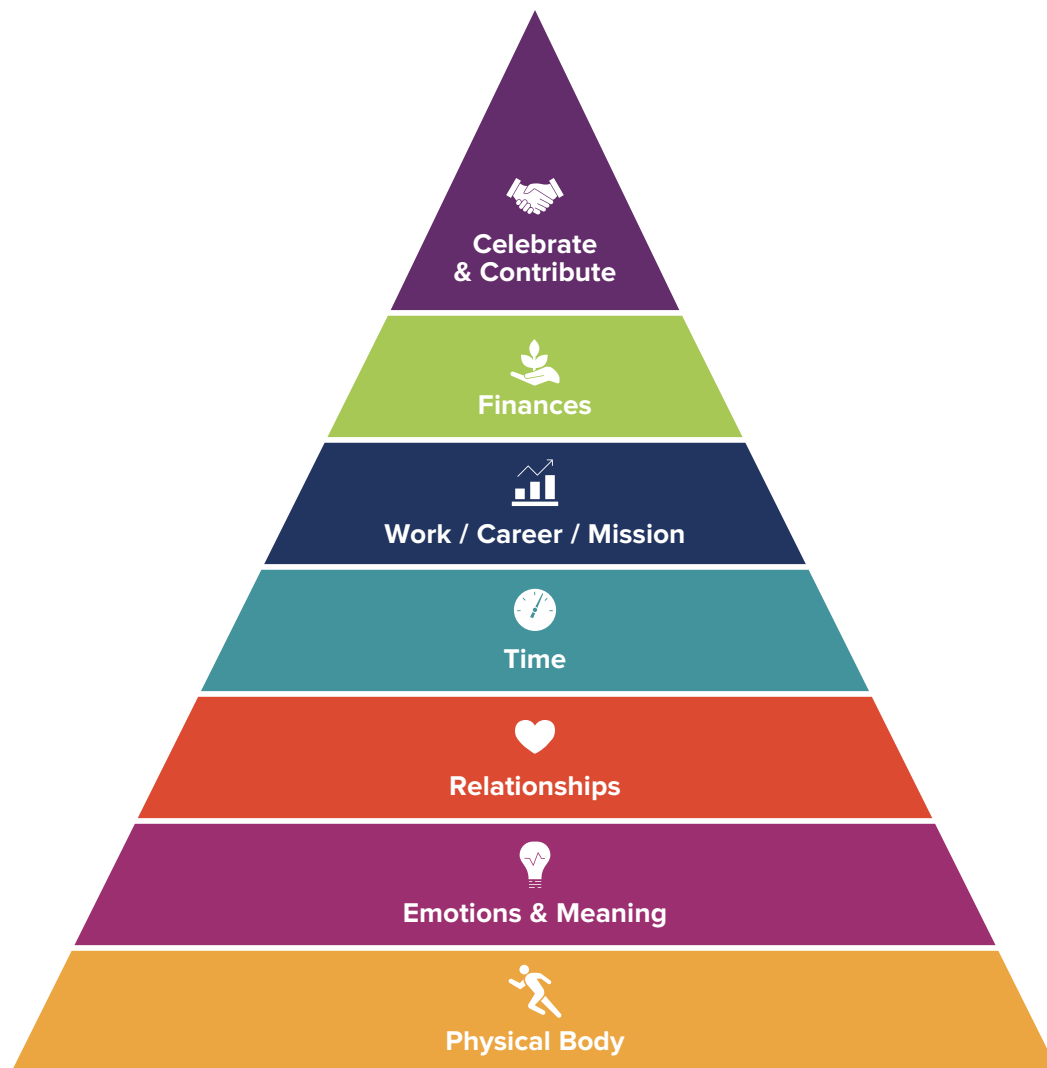 Celebrate
& Contribute
Finances
Work / Career / Mission
Time
Relationships
Emotions & Meaning
Physical Body